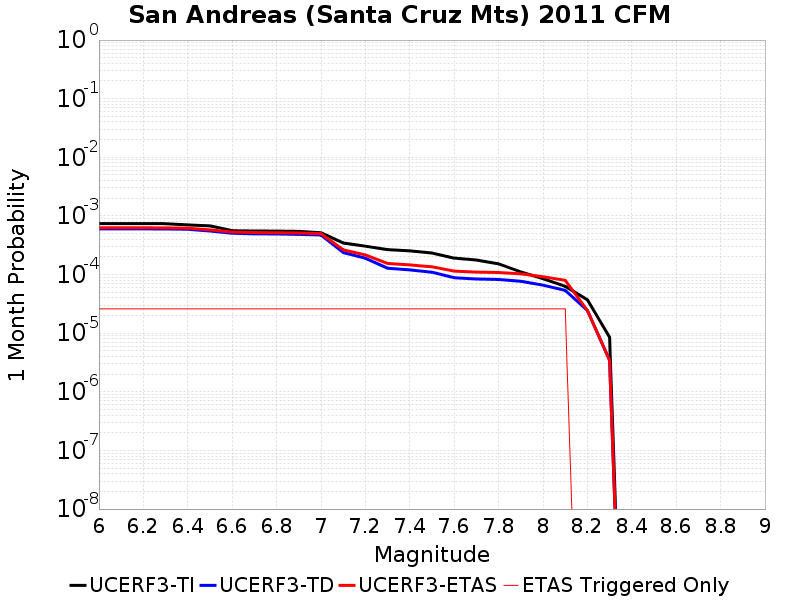 San Andreas (Santa Cruz Mts) 2011 CFM
1 Month Probability
10^0
10^-1
10^-2
10^-3
10^-4
10^-5
10^-6
10^-7
10^-8
6 6.2 6.4 6.6 6.8 7 7.2 7.4 7.6 7.8 8 8.2 8.4 8.6 8.8 9
Magnitude
UCERF3-TI UCERF3-TD UCERF3-ETAS ETAS Triggered Only